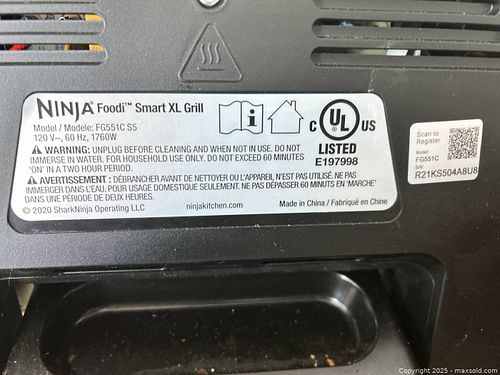 NINJA® Foodi™ Smart XL Grill
Model / Modele: FG551C S5
120 V~, 60 Hz, 1760W
WARNING: UNPLUG BEFORE CLEANING AND WHEN NOT IN USE. DO NOT
IMMERSE IN WATER. FOR HOUSEHOLD USE ONLY. DO NOT EXCEED 60 MINUTES
'ON' IN A TWO HOUR PERIOD.
AVERTISSEMENT : DÉBRANCHER AVANT DE NETTOYER OU L'APPAREIL N'EST PAS UTILISÉ. NE PAS
IMMERGER DANS L'EAU. POUR USAGE DOMESTIQUE SEULEMENT. NE PAS DÉPASSER 60 MINUTES EN "MARCHE"
DANS UNE PÉRIODE DE DEUX HEURES.
© 2020 SharkNinja Operating LLC
ninjakitchen.com
Made in China / Fabriqué en Chine
C UL US
LISTED
E197998
Scan to
Register
Model:
FG551C
S/N:
R21KS504A8U8
Copyright 2025 - maxsold.com